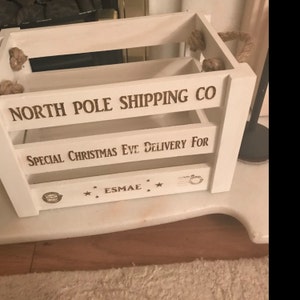 NORTH POLE SHIPPING CO
SPECIAL CHRISTMAS EVE DELIVERY FOR
ESMAE